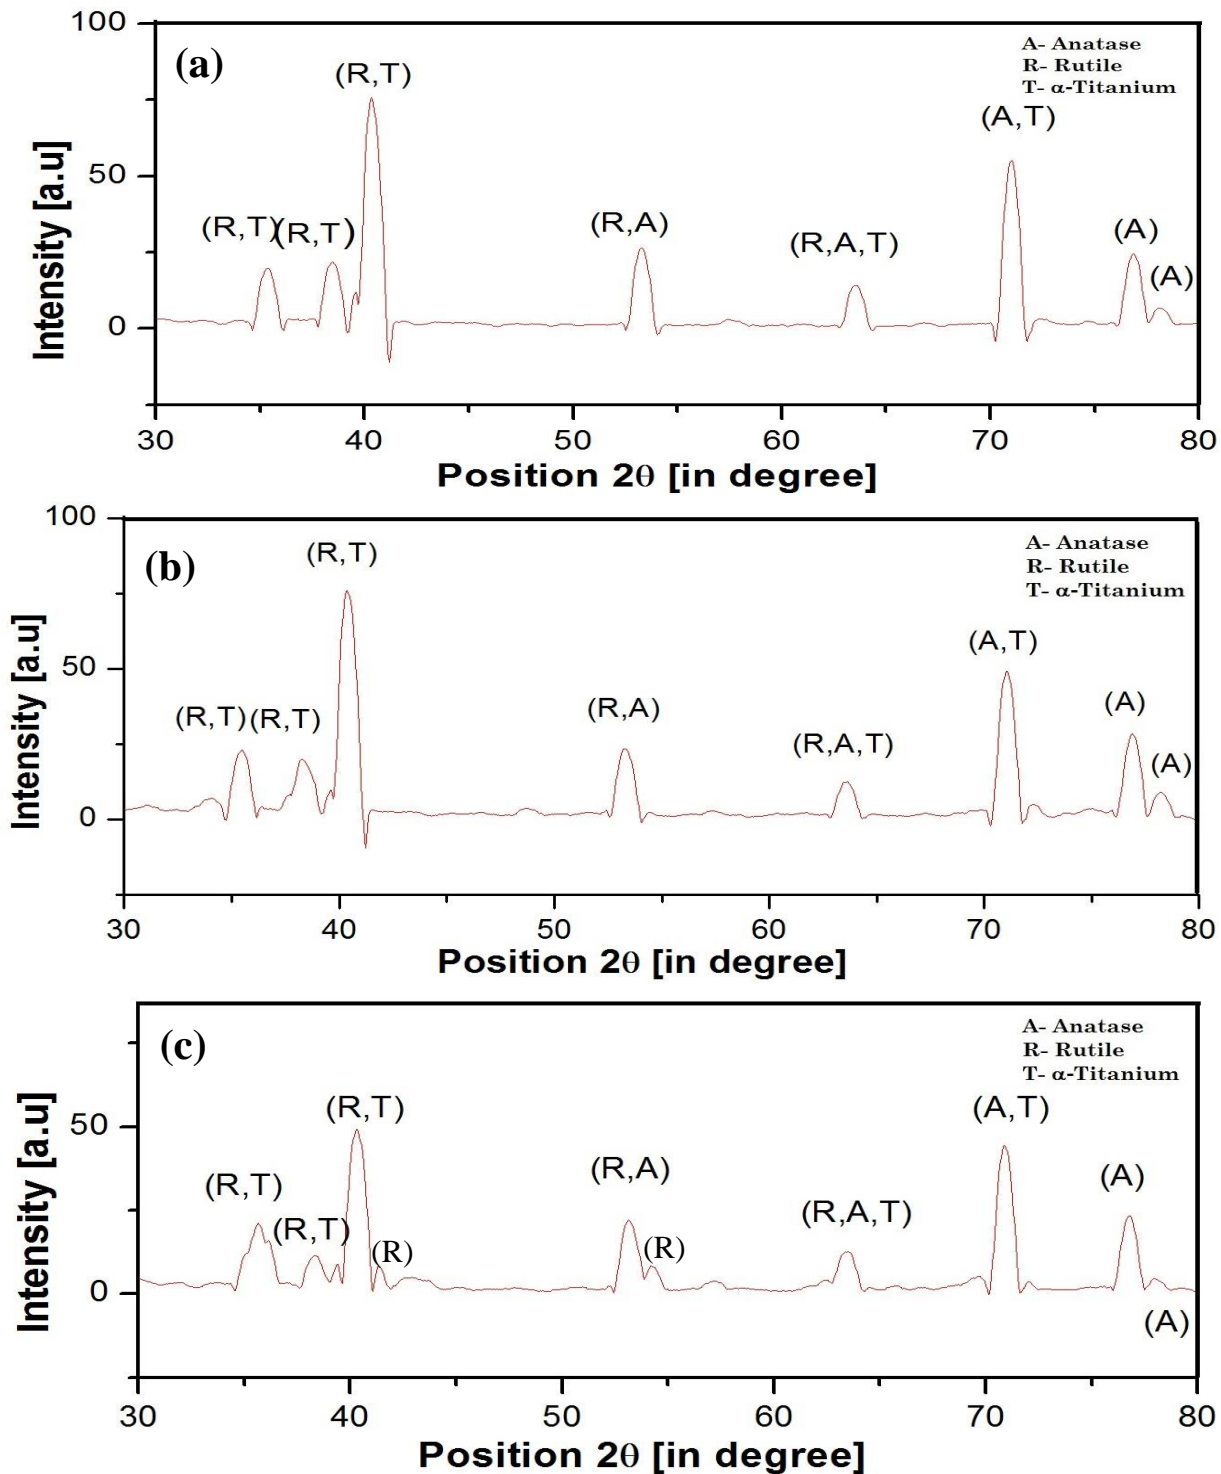 100
(a)
A- Anatase
R- Rutile
T- α-Titanium
(R,T)
(A,T)
50
(R,T)
(R,T)
(R,A)
(R,A,T)
(A)
(A)
0
Intensity [a.u]
30 40 50 60 70 80
Position 2θ [in degree]
100
(b)
A- Anatase
R- Rutile
T- α-Titanium
(R,T)
(A,T)
50
(R,T)
(R,T)
(R,A)
(R,A,T)
(A)
(A)
0
Intensity [a.u]
30 40 50 60 70 80
Position 2θ [in degree]
(c)
A- Anatase
R- Rutile
T- α-Titanium
(R,T)
(A,T)
50
(R,T)
(R,T)
(R)
(R,A)
(R)
(R,A,T)
(A)
(A)
0
Intensity [a.u]
30 40 50 60 70 80
Position 2θ [in degree]